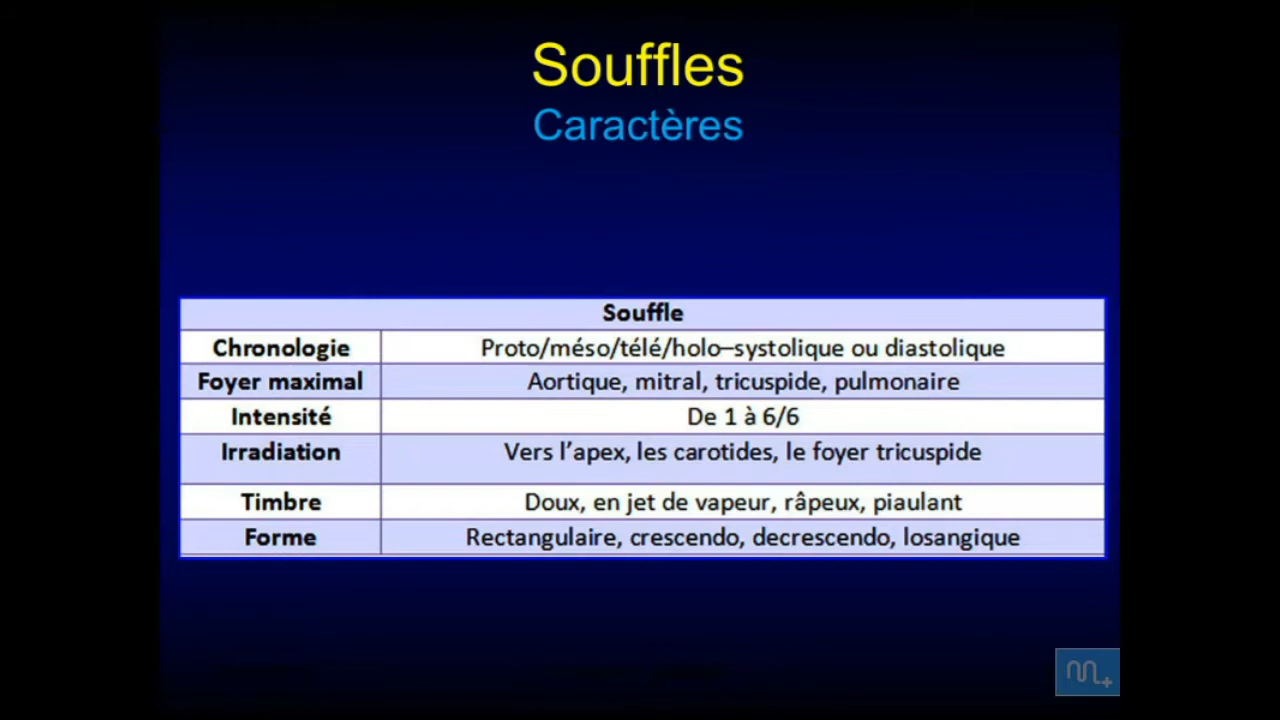 Souffles
Caractères
Souffle
Chronologie Proto/méso/télé/holo–systolique ou diastolique
Foyer maximal Aortique, mitral, tricuspide, pulmonaire
Intensité De 1 à 6/6
Irradiation Vers l’apex, les carotides, le foyer tricuspide
Timbre Doux, en jet de vapeur, râpeux, piaulant
Forme Rectangulaire, crescendo, decrescendo, losangique